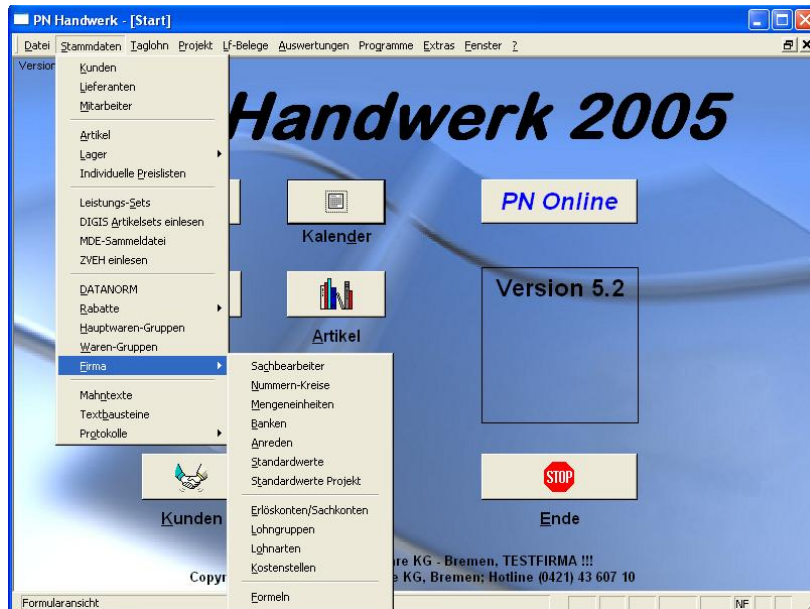 PN Handwerk - [Start]
Datei Stammdaten Taglohn Projekt Lf-Belege Auswertungen Programme Extras Fenster ?
Version
Kunden
Lieferanten
Mitarbeiter
Artikel
Lager
Individuelle Preislisten
Leistungs-Sets
DIGIS Artikelsets einlesen
MDE-Sammeldatei
ZVEH einlesen
DATANORM
Rabatte
Hauptwaren-Gruppen
Waren-Gruppen
Firma
Mahntexte
Textbausteine
Protokolle
Sachbearbeiter
Nummern-Kreise
Mengeneinheiten
Banken
Anreden
Standardwerte
Standardwerte Projekt
Erlöskonten/Sachkonten
Lohngruppen
Lohnarten
Kostenstellen
Formeln
Handwerk 2005
Kalender
PN Online
Artikel
Version 5.2
Kunden
STOP
Ende
re KG - Bremen, TESTFIRMA !!!
Copyr e KG, Bremen; Hotline (0421) 43 607 10
Formularansicht NF